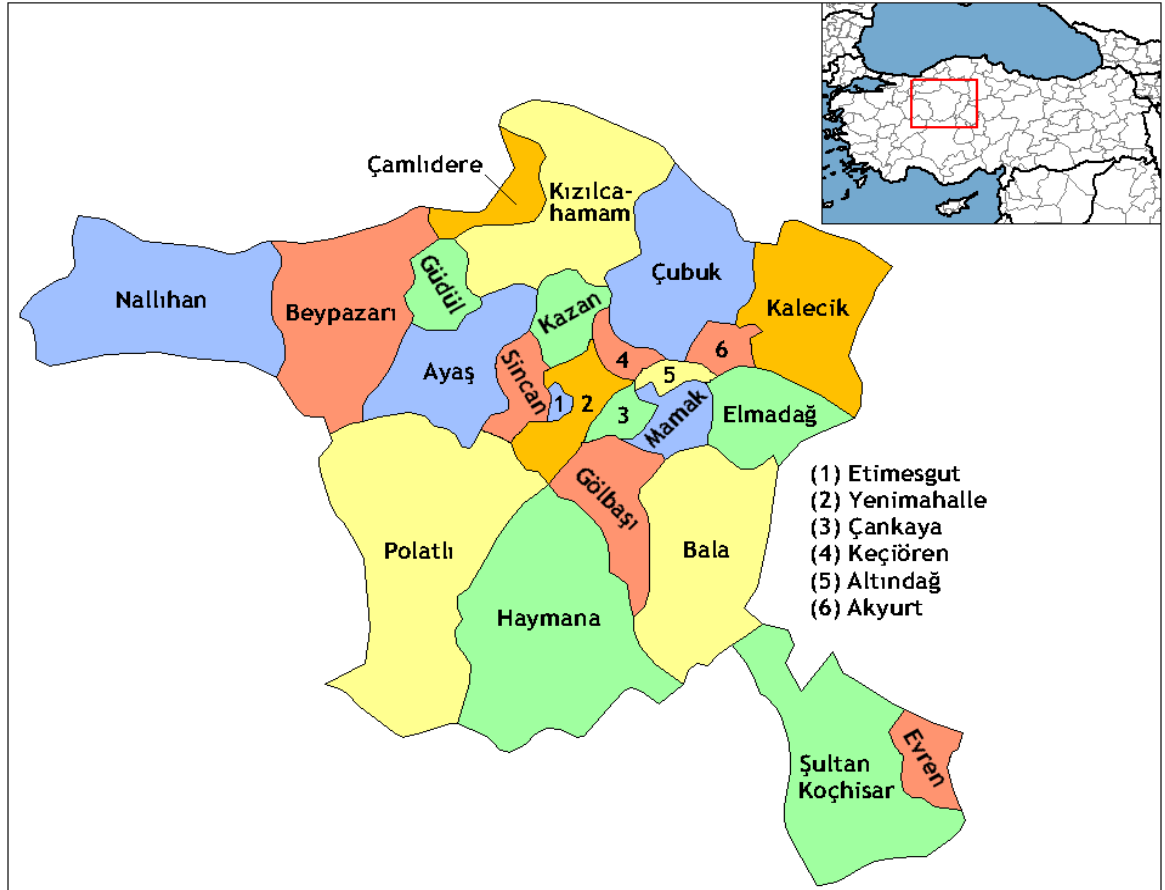 Çamlıdere
Kızılca-
hamam
Nallıhan
Beypazarı
Güdül
Çubuk
Kalecik
Kazan
Ayaş
Sincan
1
2
3
4
5
6
Mamak
Elmadağ
Gölbaşı
Polatlı
Bala
Haymana
(1) Etimesgut
(2) Yenimahalle
(3) Çankaya
(4) Keçiören
(5) Altındağ
(6) Akyurt
Şultan
Koçhisar
Evren